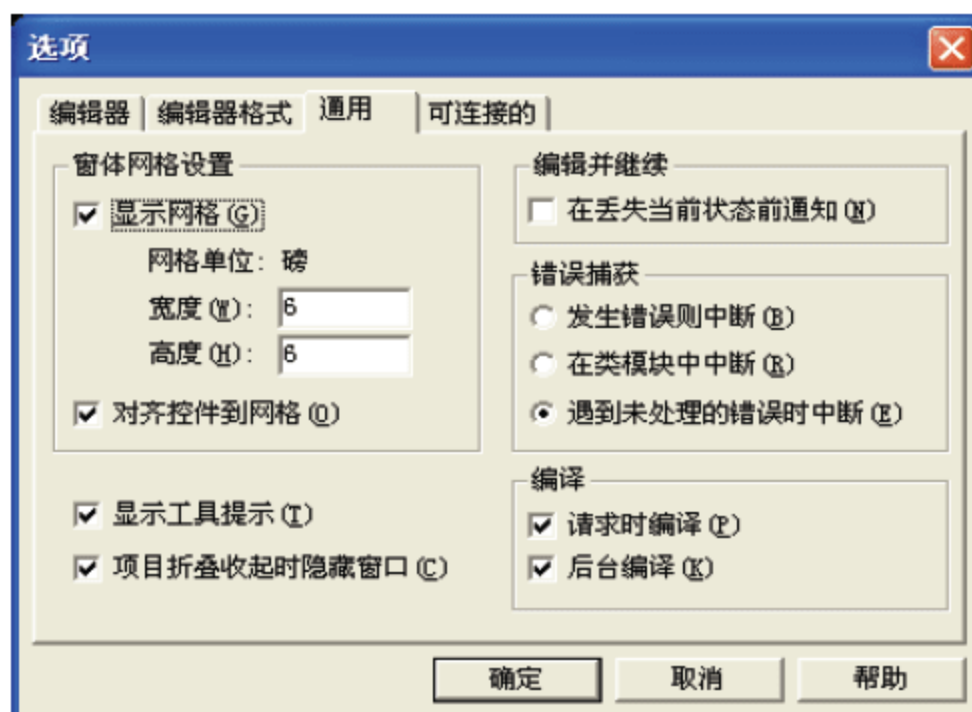 选项
编辑器 编辑器格式 通用 可连接的
窗体网格设置
显示网格(G)
网格单位: 磅
宽度(W): 6
高度(H): 6
对齐控件到网格(O)
显示工具提示(T)
项目折叠收起时隐藏窗口(C)
编辑并继续
在丢失当前状态前通知(N)
错误捕获
发生错误则中断(B)
在类模块中中断(R)
遇到未处理的错误时中断(E)
编译
请求时编译(P)
后台编译(K)
确定 取消 帮助